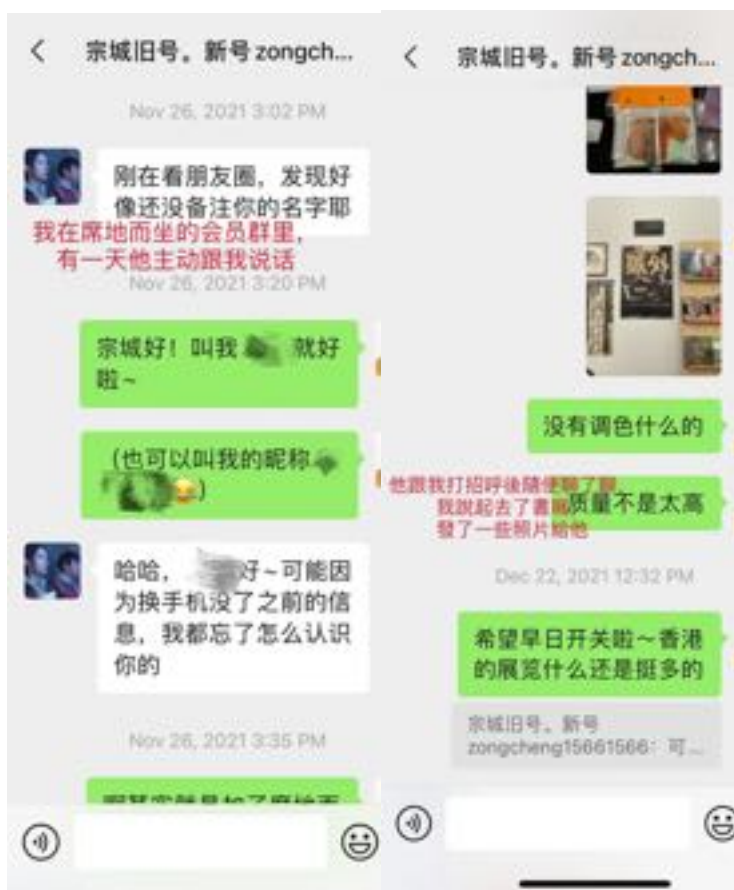 宗城旧号。新号 zongch...
Nov 26, 2021 3:02 PM
刚在看朋友圈，发现好
像还没备注你的名字耶
我在席地而坐的会员群里，
有一天他主动跟我说话
Nov 26, 2021 3:20 PM
宗城好！叫我 就好
啦～
（也可以叫我的昵称
）
哈哈， 好～可能因
为换手机没了之前的信
息，我都忘了怎么认识
你的
Nov 26, 2021 3:35 PM
宗城旧号。新号 zongch...
没有调色什么的
他跟我打招呼後隨便聊了聊，
我說起去了書展
發了一些照片給他
质量不是太高
Dec 22, 2021 12:32 PM
希望早日开关啦～香港
的展览什么还是挺多的
宗城旧号。新号
zongcheng15661566：可...